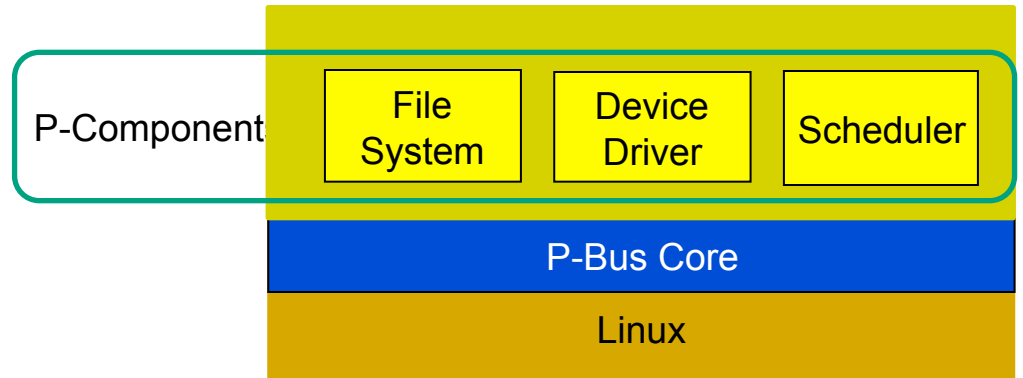 P-Component
File
System
Device
Driver
Scheduler
P-Bus Core
Linux